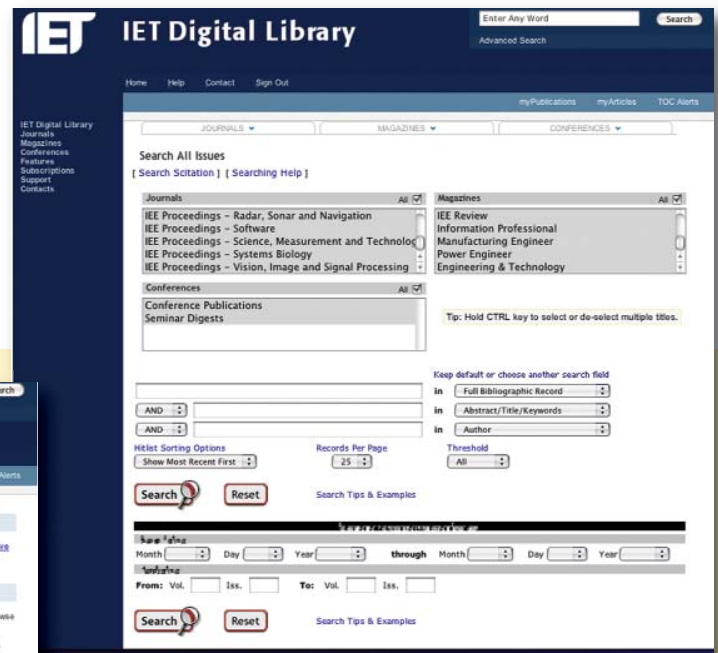 IET
IET Digital Library
Enter Any Word
Search
Advanced Search
Home Help Contact Sign Out
myPublications myArticles TOC Alerts
IET Digital Library
Journals
Magazines
Conferences
Features
Subscriptions
Support
Contacts
JOURNALS MAGAZINES CONFERENCES
Search All Issues
[ Search Scitation ] [ Searching Help ]
Journals All
IEE Proceedings – Radar, Sonar and Navigation
IEE Proceedings – Software
IEE Proceedings – Science, Measurement and Technolog
IEE Proceedings – Systems Biology
IEE Proceedings – Vision, Image and Signal Processing
Magazines All
IEE Review
Information Professional
Manufacturing Engineer
Power Engineer
Engineering & Technology
Conferences All
Conference Publications
Seminar Digests
Tip: Hold CTRL key to select or de-select multiple titles.
Keep default or choose another search field
in Full Bibliographic Record
AND in Abstract/Title/Keywords
AND in Author
Hitlist Sorting Options Records Per Page Threshold
Show Most Recent First 25 All
Search Reset Search Tips & Examples
Month Day Year through Month Day Year
From: Vol. Iss. To: Vol. Iss.
Search Reset Search Tips & Examples
rch
Alerts
wse